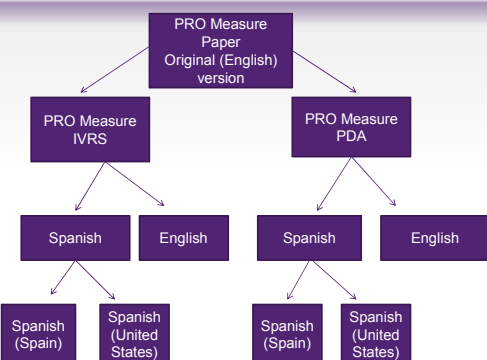 PRO Measure
Paper
Original (English)
version
PRO Measure
IVRS
PRO Measure
PDA
Spanish
English
Spanish
English
Spanish
(Spain)
Spanish
(United
States)
Spanish
(Spain)
Spanish
(United
States)